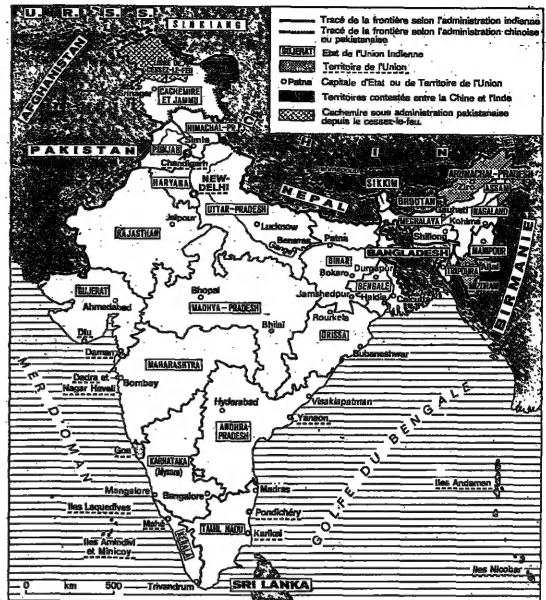 U. R. S. S.
SINKIANG
Tracé de la frontière selon l'administration indienne
Tracé de la frontière selon l'administration chinoise
ou pakistanaise
GUJERAT Etat de l'Union Indienne
Territoire de l'Union
Patna Capitale d'Etat ou de Territoire de l'Union
Territoires contestés entre la Chine et l'Inde
Cachemire sous administration pakistanaise
depuis le cessez-le-feu.
AFGHANISTAN
Srinagar
CACHEMIRE
ET JAMMU
HIMACHAL-PR.
Simla
PAKISTAN
PUNJAB
Chandigarh
HARYANA
NEW-
DELHI
NEPAL
SIKKIM
BHOUTAN
ARUNACHAL-PRADESH
ASSAM
UTTAR-PRADESH
Jaipur
RAJASTHAN
Lucknow
Benares
Patna
MEGHALAYA
Gauhati
Shillong
Kohima
NAGALAND
BANGLADESH
MANIPUR
BIHAR
Bokaro
Durgapur
BENGALE
TRIPURA
MIZORAM
BIRMANIE
GUJERAT
Ahmadabad
Bhopal
MADHYA-PRADESH
Jamshedpur
Haldia
Calcutta
Rourkela
Bhilai
ORISSA
Diu
Daman
Dadra et
Nagar Haveli
MAHARASHTRA
Bombay
Bubaneshwar
MER D'OMAN
Hyderabad
Visakiapatman
Yanaon
ANDHRA-
PRADESH
GOLFE DU BENGALE
Goa
KARNATAKA
(Mysore)
Mangalore
Bangalore
Madras
Iles Andaman
Iles Laquedives
Mahé
Pondichéry
Iles Amindivi
et Minicoy
KERALA
TAMIL NADU
Karikal
Iles Nicobar
0 km 500
Trivandrum
SRI LANKA